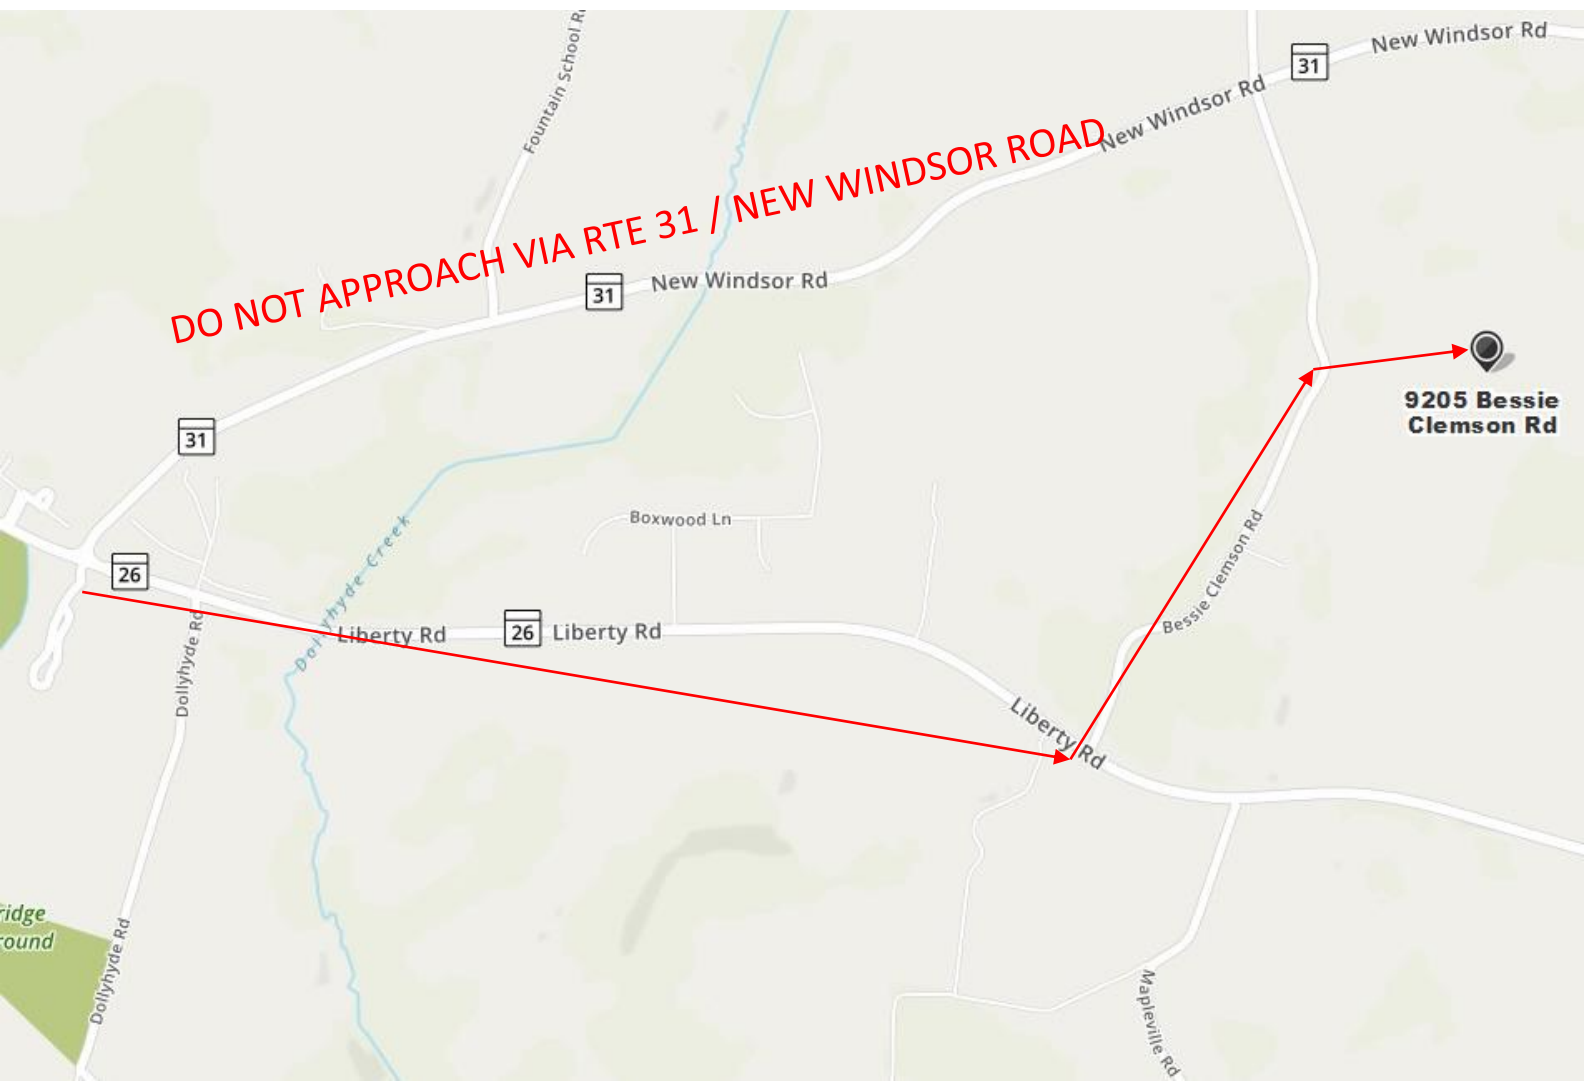 New Windsor Rd
31
New Windsor Rd
Fountain School R
DO NOT APPROACH VIA RTE 31 / NEW WINDSOR ROAD
31
New Windsor Rd
9205 Bessie
Clemson Rd
31
Boxwood Ln
Dollyhyde Creek
Bessie Clemson Rd
26
Liberty Rd
26
Liberty Rd
Dollyhyde Rd
Liberty Rd
ridge
round
Dollyhyde Rd
Mapleville Rd